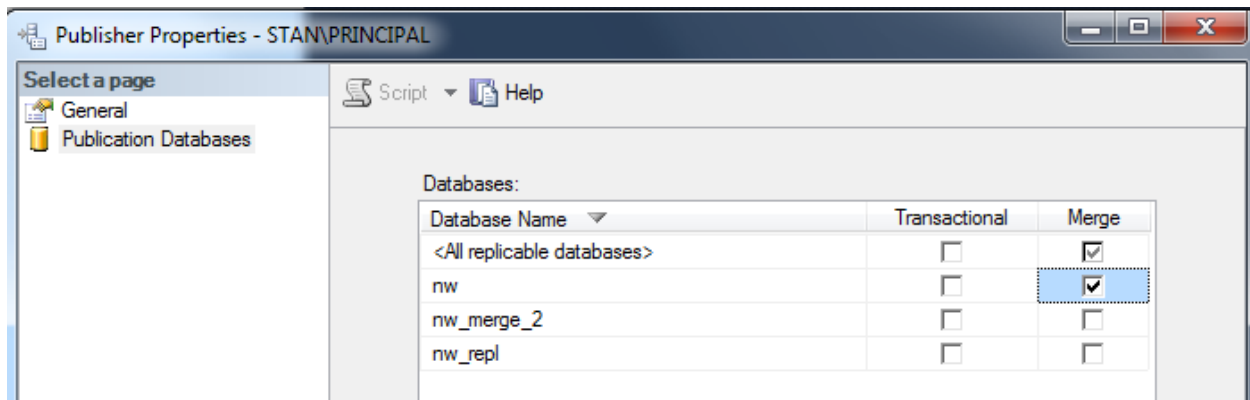 Publisher Properties - STAN\PRINCIPAL
Select a page
General
Publication Databases
Script Help
Databases:
Database Name Transactional Merge
<All replicable databases>
nw
nw_merge_2
nw_repl